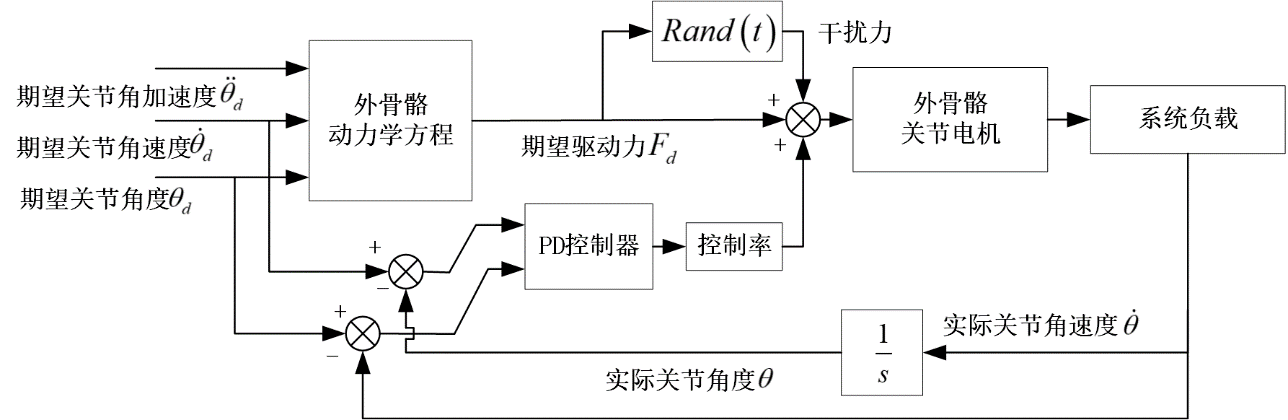 Rand(t)
干扰力
期望关节角加速度θ̈_d
外骨骼
动力学方程
+
外骨骼
关节电机
系统负载
期望关节角速度θ̇_d
期望驱动力F_d
+
期望关节角度θ_d
PD控制器
控制率
+
−
+
−
实际关节角速度θ̇
1
s
实际关节角度θ